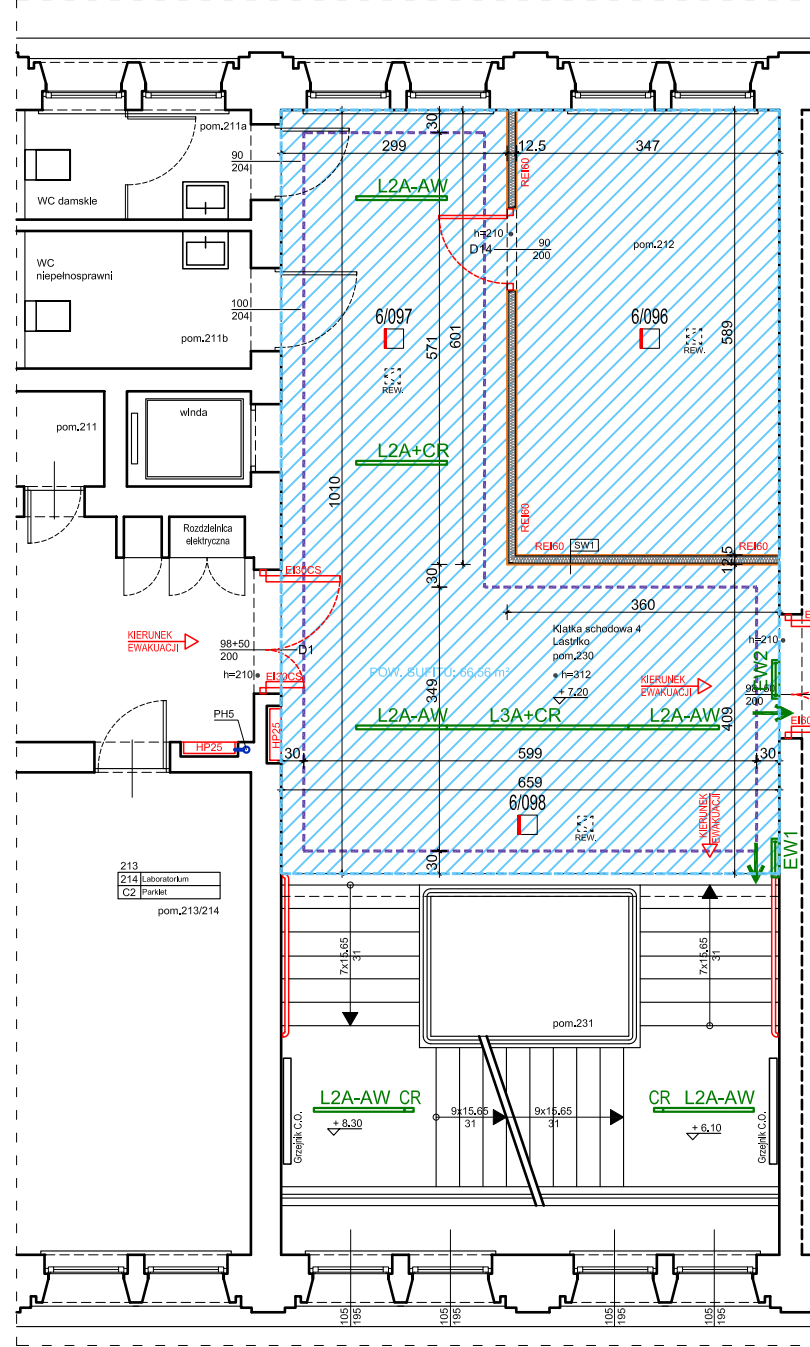 pom.211a
90
204
WC damskie
WC
niepełnosprawni
100
204
pom.211b
pom.211
winda
Rozdzielnica
elektryczna
30
299
12.5
347
REI60
L2A-AW
h=210
D14
90
200
pom.212
6/097
6/096
REW.
REW.
571
601
589
L2A+CR
1010
REI60
REI60
SW1
REI60
12.5
EI30CS
30
360
KIERUNEK
EWAKUACJI
98+50
200
D1
h=210
EI30CS
Klatka schodowa 4
Lastriko
pom.230
h=312
+ 7,20
POW. SUFITU: 66,56 m²
KIERUNEK
EWAKUACJI
h=210
EW2
200
349
409
PH5
HP25
HP25
L2A-AW
L3A+CR
L2A-AW
EI60
30
599
30
659
6/098
REW.
KIERUNEK
EWAKUACJI
EW1
30
213
214 Laboratorium
C2 Parkiet
pom.213/214
7x15.65
31
7x15.65
31
pom.231
L2A-AW CR
+ 8.30
9x15.65
31
9x15.65
31
CR L2A-AW
+ 6.10
Grzejnik C.O.
Grzejnik C.O.
105
195
105
195
105
195
105
195